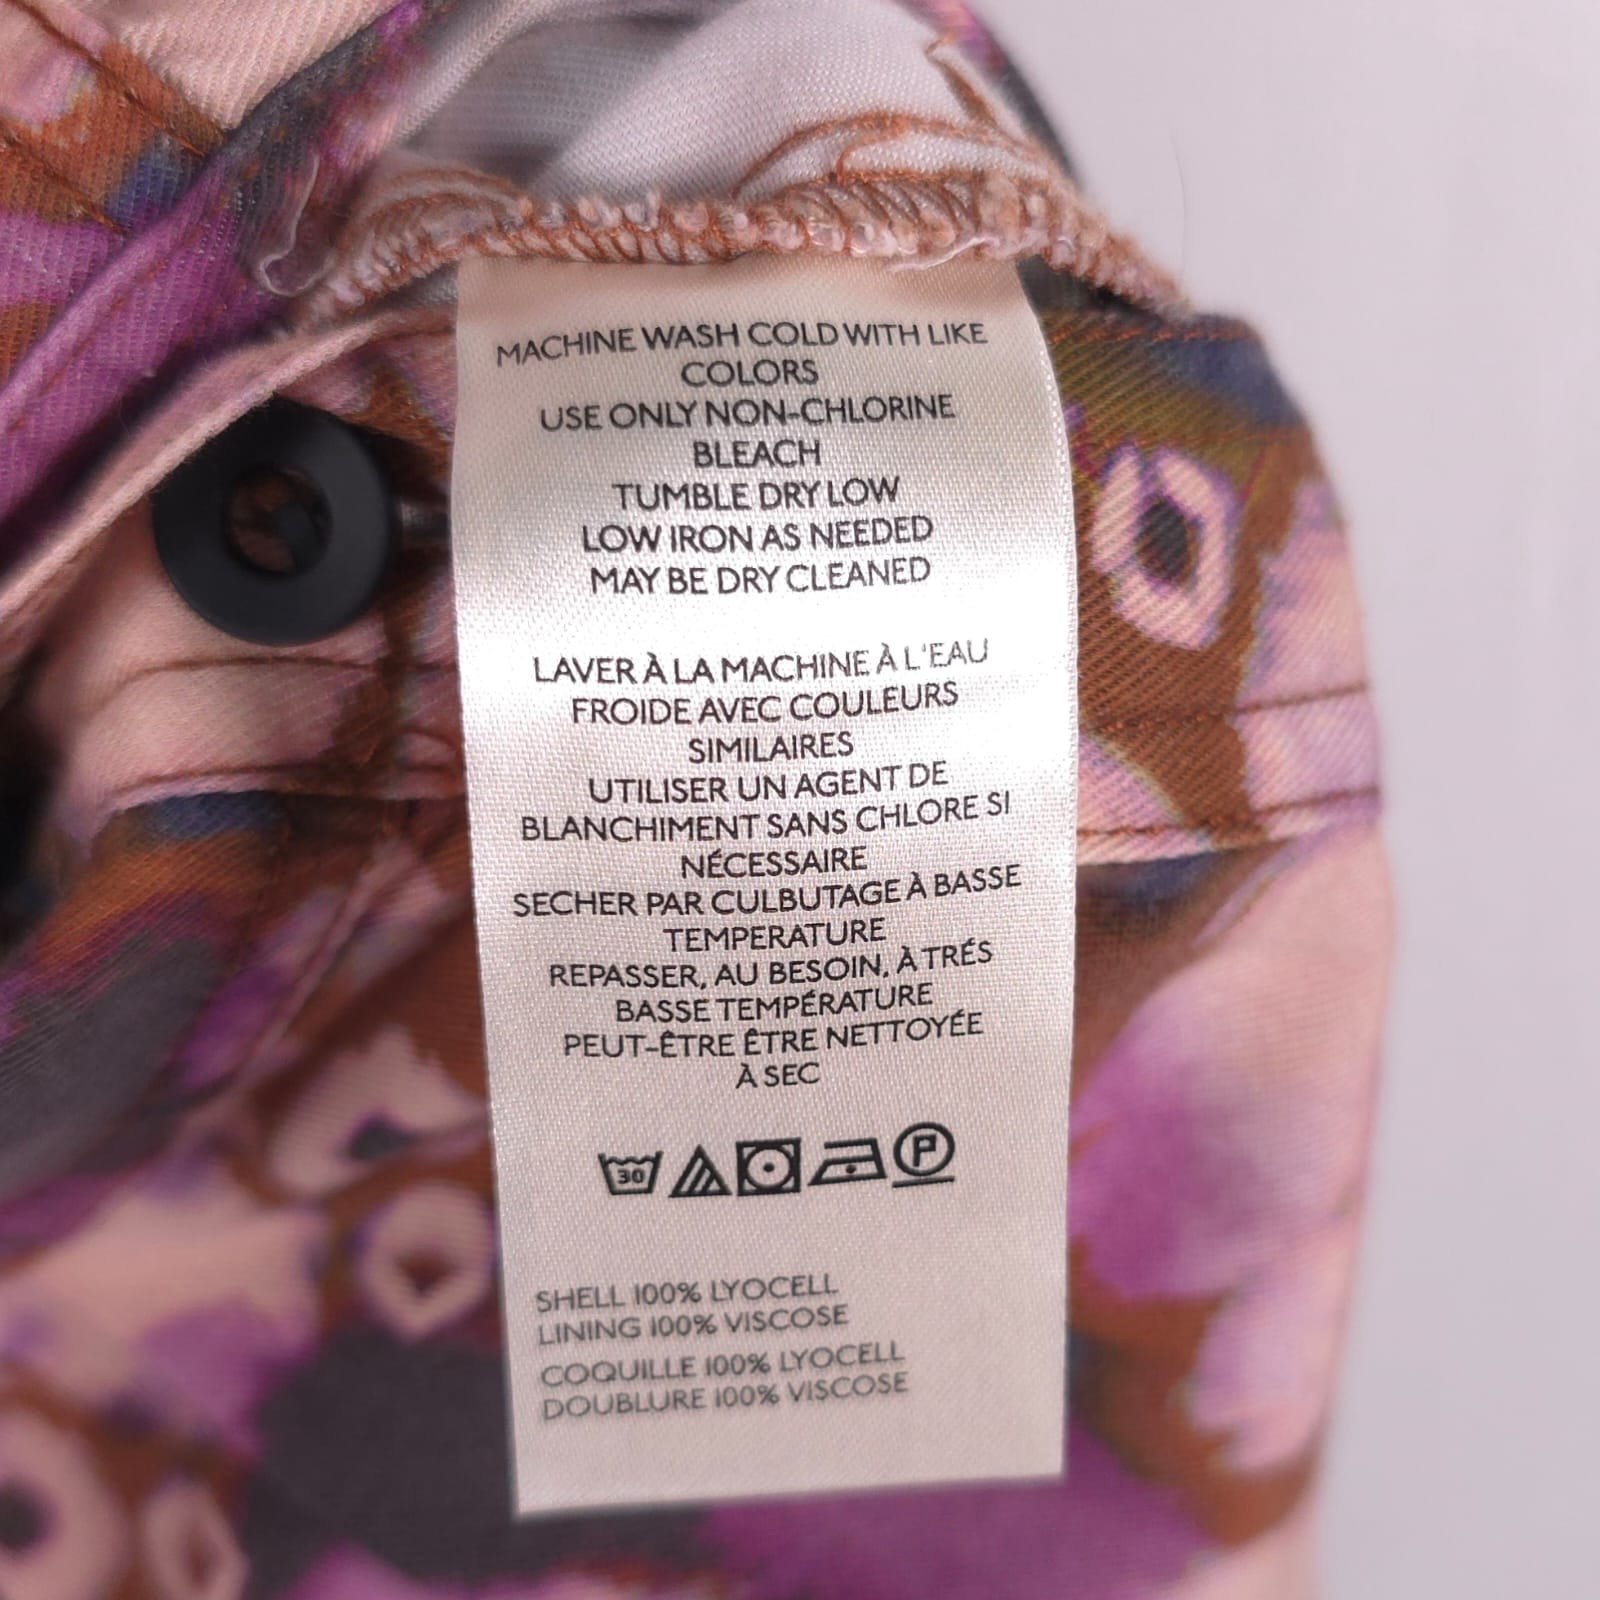 MACHINE WASH COLD WITH LIKE
COLORS
USE ONLY NON-CHLORINE
BLEACH
TUMBLE DRY LOW
LOW IRON AS NEEDED
MAY BE DRY CLEANED
LAVER À LA MACHINE À L'EAU
FROIDE AVEC COULEURS
SIMILAIRES
UTILISER UN AGENT DE
BLANCHIMENT SANS CHLORE SI
NÉCESSAIRE
SECHER PAR CULBUTAGE À BASSE
TEMPERATURE
REPASSER, AU BESOIN, À TRÉS
BASSE TEMPÉRATURE
PEUT-ÊTRE ÊTRE NETTOYÉE
À SEC
30 P
SHELL 100% LYOCELL
LINING 100% VISCOSE
COQUILLE 100% LYOCELL
DOUBLURE 100% VISCOSE